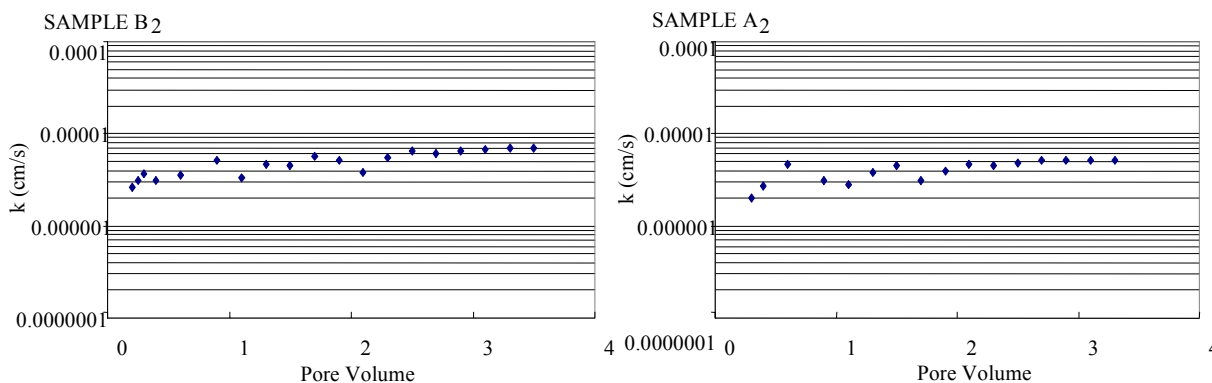 SAMPLE B2
0.0001
0.00001
0.000001
0.0000001
k (cm/s)
0 1 2 3 4
Pore Volume
SAMPLE A2
0.0001
0.00001
0.000001
0.0000001
k (cm/s)
0 1 2 3 4
Pore Volume